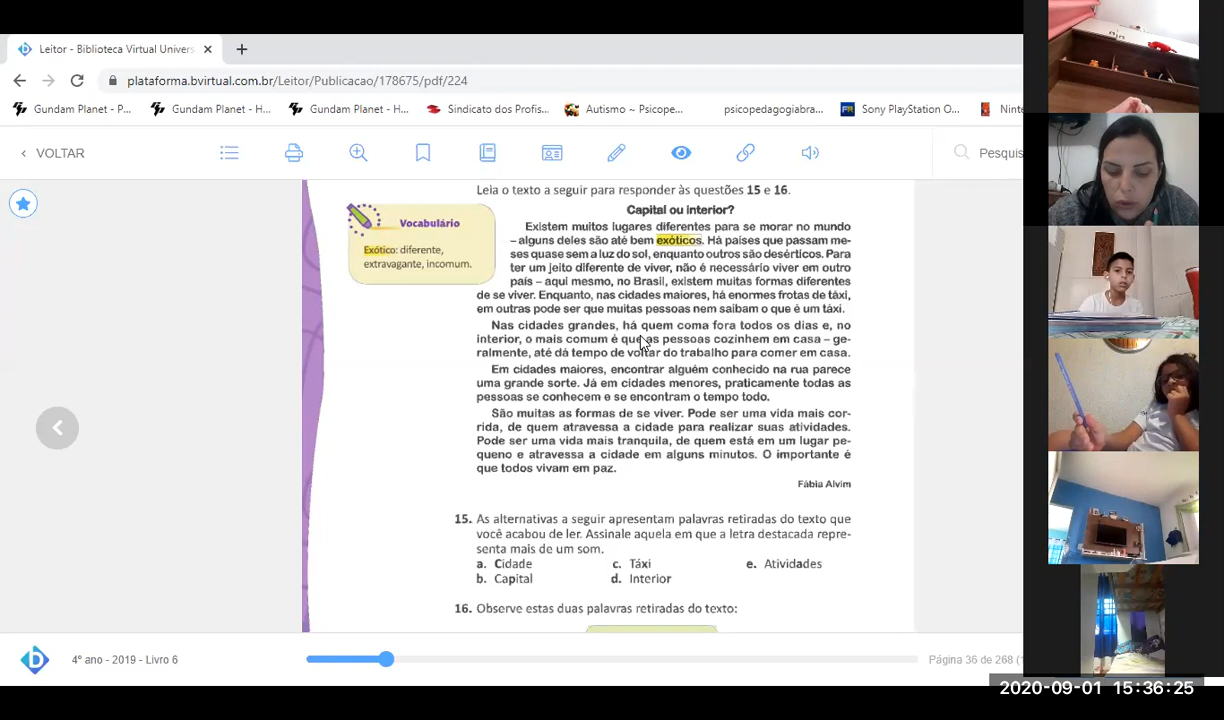 Leitor - Biblioteca Virtual Univers
plataforma.bvirtual.com.br/Leitor/Publicacao/178675/pdf/224
Gundam Planet - P... Gundam Planet - H... Gundam Planet - H... Sindicato dos Profis... Autismo ~ Psicope... psicopedagogiabra... Sony PlayStation O... Ninte
VOLTAR
Pesquis
Leia o texto a seguir para responder às questões 15 e 16.
Vocabulário
Exótico: diferente,
extravagante, incomum.
Capital ou interior?
Existem muitos lugares diferentes para se morar no mundo
– alguns deles são até bem exóticos. Há países que passam me-
ses quase sem a luz do sol, enquanto outros são desérticos. Para
ter um jeito diferente de viver, não é necessário viver em outro
país – aqui mesmo, no Brasil, existem muitas formas diferentes
de se viver. Enquanto, nas cidades maiores, há enormes frotas de táxi,
em outras pode ser que muitas pessoas nem saibam o que é um táxi.
Nas cidades grandes, há quem coma fora todos os dias e, no
interior, o mais comum é que as pessoas cozinhem em casa – ge-
ralmente, até dá tempo de voltar do trabalho para comer em casa.
Em cidades maiores, encontrar alguém conhecido na rua parece
uma grande sorte. Já em cidades menores, praticamente todas as
pessoas se conhecem e se encontram o tempo todo.
São muitas as formas de se viver. Pode ser uma vida mais cor-
rida, de quem atravessa a cidade para realizar suas atividades.
Pode ser uma vida mais tranquila, de quem está em um lugar pe-
queno e atravessa a cidade em alguns minutos. O importante é
que todos vivam em paz.
Fábia Alvim
15. As alternativas a seguir apresentam palavras retiradas do texto que
você acabou de ler. Assinale aquela em que a letra destacada repre-
senta mais de um som.
a. Cidade c. Táxi e. Atividades
b. Capital d. Interior
16. Observe estas duas palavras retiradas do texto:
4º ano - 2019 - Livro 6
Página 36 de 268 (1
2020-09-01 15:36:25